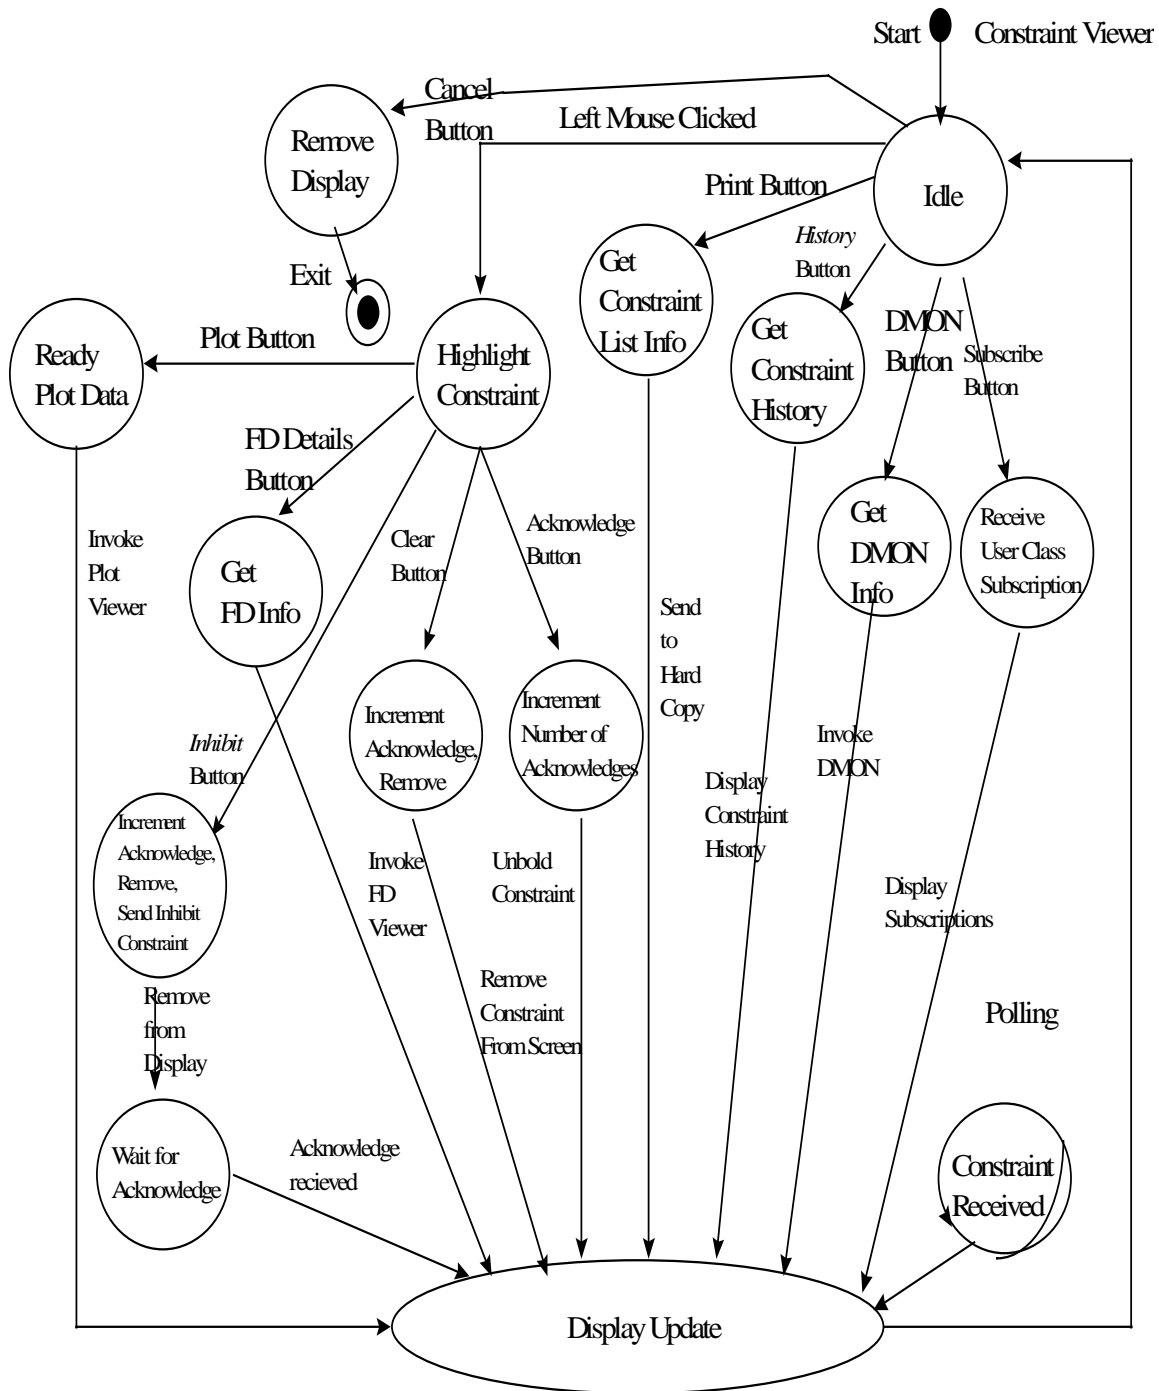 Start
Constraint Viewer
Cancel
Button
Left Mouse Clicked
Remove
Display
Print Button
Idle
History
Button
Get
Constraint
List Info
Exit
DMON
Button
Subscribe
Button
Plot Button
Ready
Plot Data
Highlight
Constraint
Get
Constraint
History
FD Details
Button
Invoke
Plot
Viewer
Clear
Button
Acknowledge
Button
Get
DMON
Info
Receive
User Class
Subscription
Get
FD Info
Send
to
Hard
Copy
Inhibit
Button
Increment
Acknowledge,
Remove
Increment
Number of
Acknowledges
Invoke
DMON
Display
Constraint
History
Increment
Acknowledge,
Remove,
Send Inhibit
Constraint
Invoke
FD
Viewer
Unbold
Constraint
Display
Subscriptions
Remove
from
Display
Remove
Constraint
From Screen
Polling
Wait for
Acknowledge
Acknowledge
recieved
Constraint
Received
Display Update